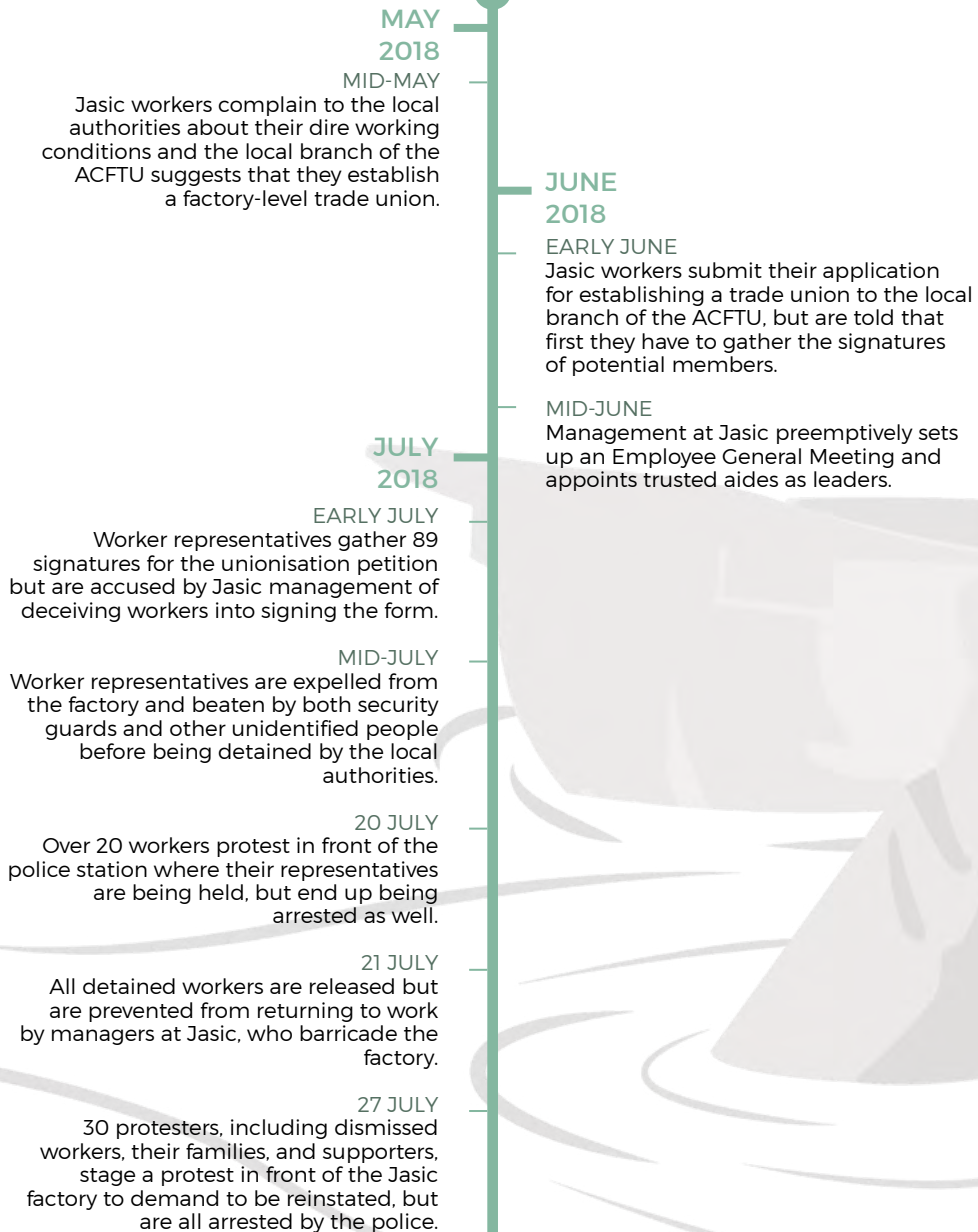 MAY
2018
MID-MAY
Jasic workers complain to the local
authorities about their dire working
conditions and the local branch of the
ACFTU suggests that they establish
a factory-level trade union.
JUNE
2018
EARLY JUNE
Jasic workers submit their application
for establishing a trade union to the local
branch of the ACFTU, but are told that
first they have to gather the signatures
of potential members.
MID-JUNE
Management at Jasic preemptively sets
up an Employee General Meeting and
appoints trusted aides as leaders.
JULY
2018
EARLY JULY
Worker representatives gather 89
signatures for the unionisation petition
but are accused by Jasic management of
deceiving workers into signing the form.
MID-JULY
Worker representatives are expelled from
the factory and beaten by both security
guards and other unidentified people
before being detained by the local
authorities.
20 JULY
Over 20 workers protest in front of the
police station where their representatives
are being held, but end up being
arrested as well.
21 JULY
All detained workers are released but
are prevented from returning to work
by managers at Jasic, who barricade the
factory.
27 JULY
30 protesters, including dismissed
workers, their families, and supporters,
stage a protest in front of the Jasic
factory to demand to be reinstated, but
are all arrested by the police.